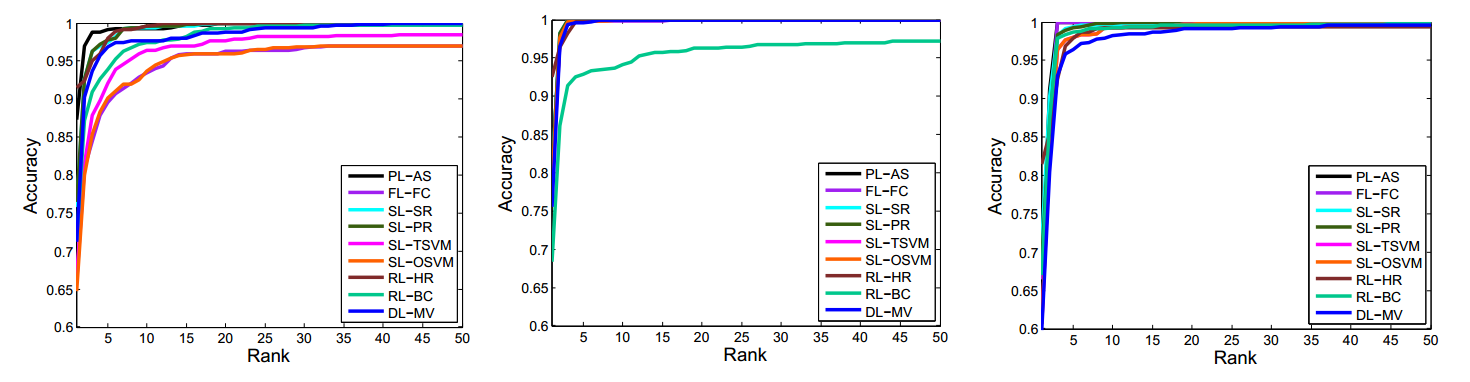 1
0.95
0.9
0.85
0.8
0.75
0.7
0.65
0.6
Accuracy
5 10 15 20 25 30 35 40 45 50
Rank
PL−AS
FL−FC
SL−SR
SL−PR
SL−TSVM
SL−OSVM
RL−HR
RL−BC
DL−MV
1
0.95
0.9
0.85
0.8
0.75
0.7
0.65
0.6
Accuracy
5 10 15 20 25 30 35 40 45 50
Rank
PL−AS
FL−FC
SL−SR
SL−PR
SL−TSVM
SL−OSVM
RL−HR
RL−BC
DL−MV
1
0.95
0.9
0.85
0.8
0.75
0.7
0.65
0.6
Accuracy
5 10 15 20 25 30 35 40 45 50
Rank
PL−AS
FL−FC
SL−SR
SL−PR
SL−TSVM
SL−OSVM
RL−HR
RL−BC
DL−MV